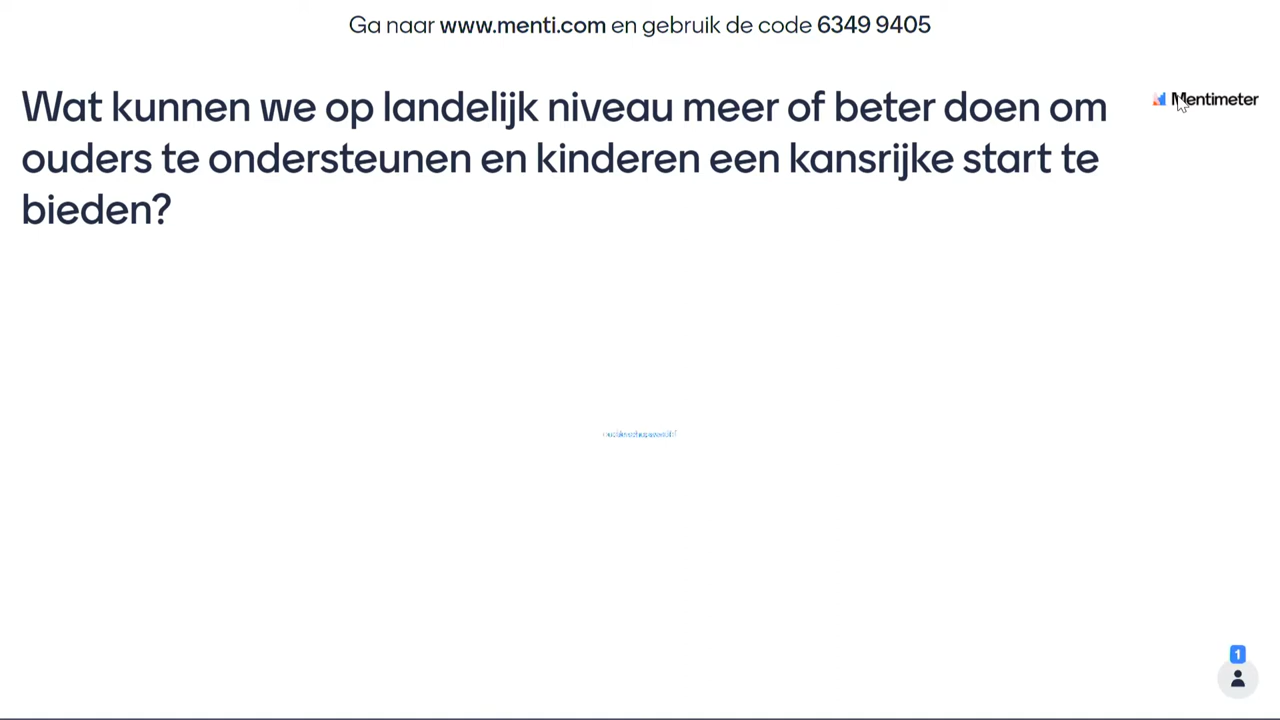 Ga naar www.menti.com en gebruik de code 6349 9405
Wat kunnen we op landelijk niveau meer of beter doen om
ouders te ondersteunen en kinderen een kansrijke start te
bieden?
Mentimeter
1